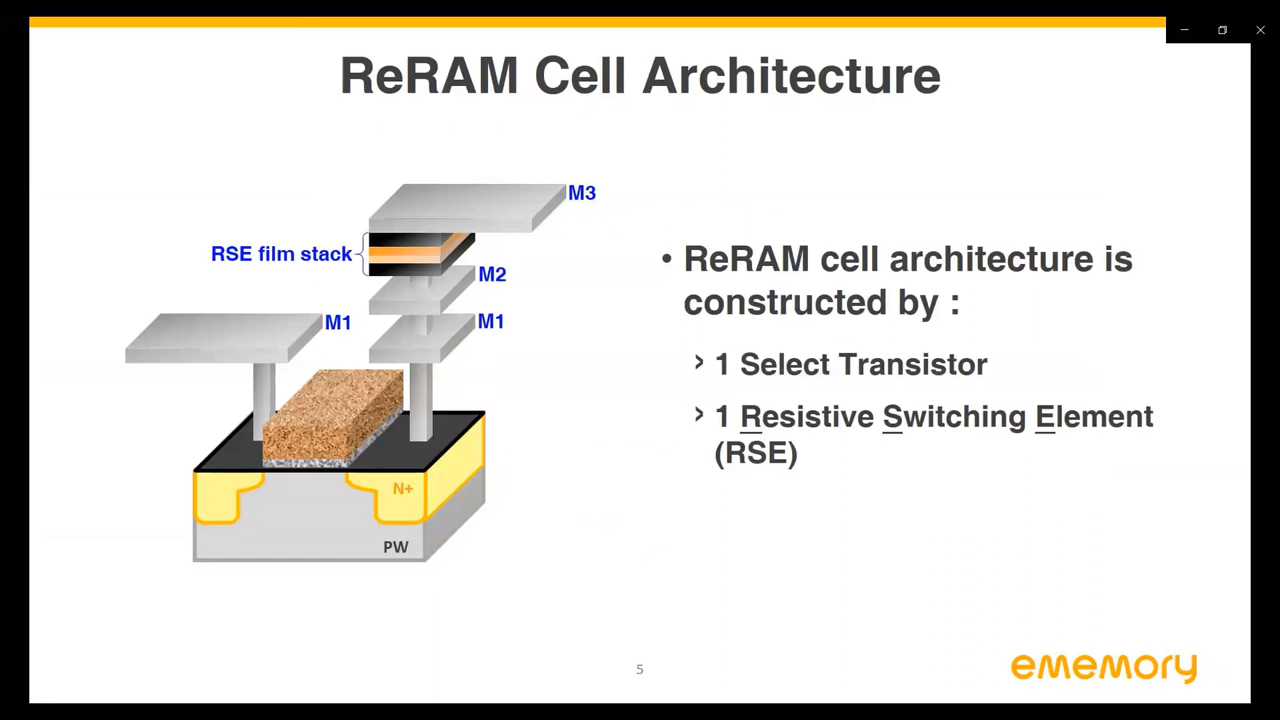 ReRAM Cell Architecture
M3
RSE film stack
M2
M1
M1
N+
PW
• ReRAM cell architecture is
constructed by :
› 1 Select Transistor
› 1 Resistive Switching Element
(RSE)
5
ememory